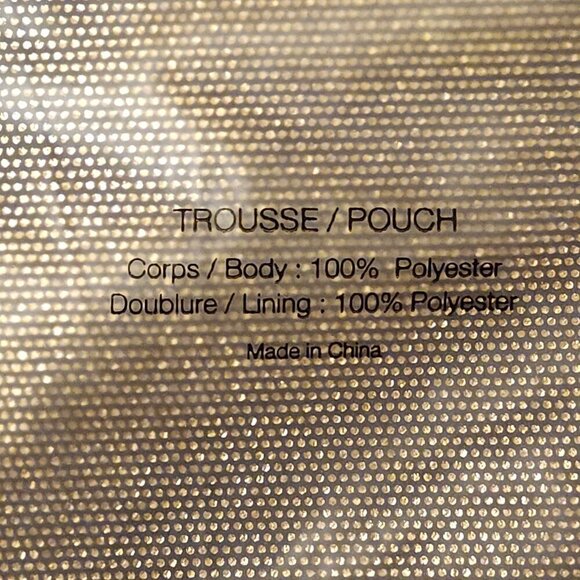 TROUSSE / POUCH
Corps / Body : 100% Polyester
Doublure / Lining : 100% Polyester
Made in China